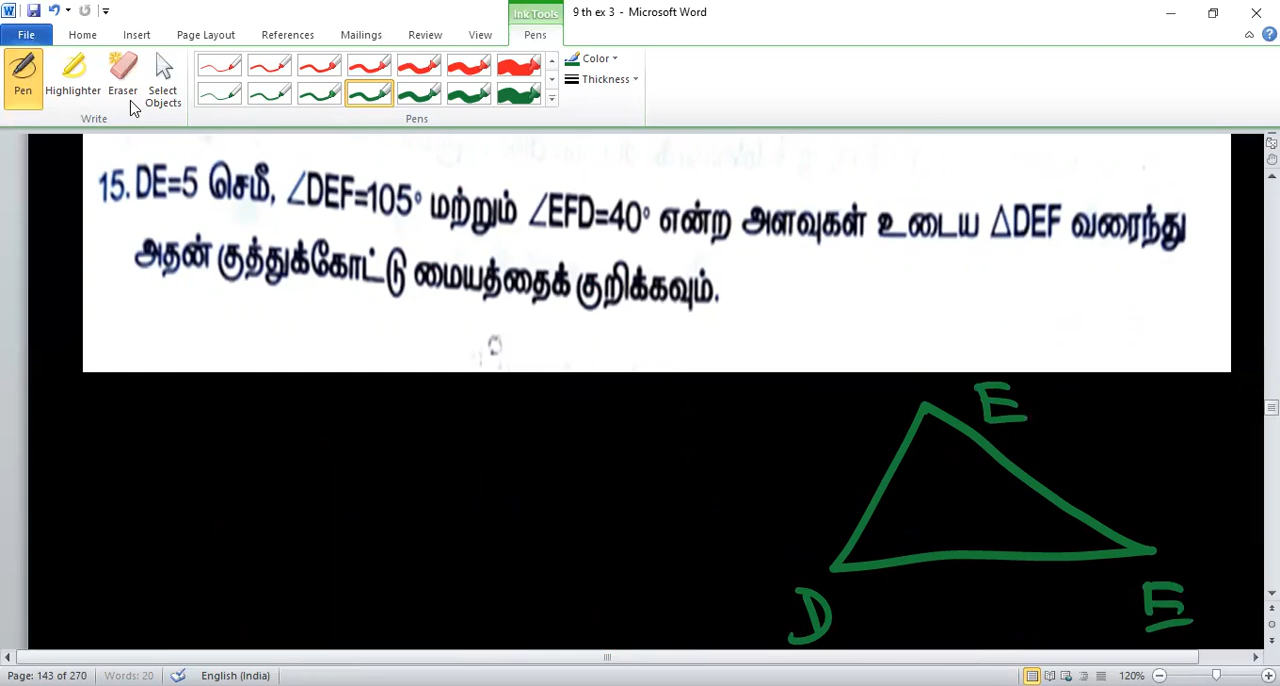 Ink Tools
9 th ex 3 - Microsoft Word
File Home Insert Page Layout References Mailings Review View Pens
Pen Highlighter Eraser Select Objects
Color
Thickness
Write
Pens
15. DE=5 செமீ, ∠DEF=105° மற்றும் ∠EFD=40° என்ற அளவுகள் உடைய △DEF வரைந்து
அதன் குத்துக்கோட்டு மையத்தைக் குறிக்கவும்.
E
D
F
Page: 143 of 270 Words: 20 English (India) 120%